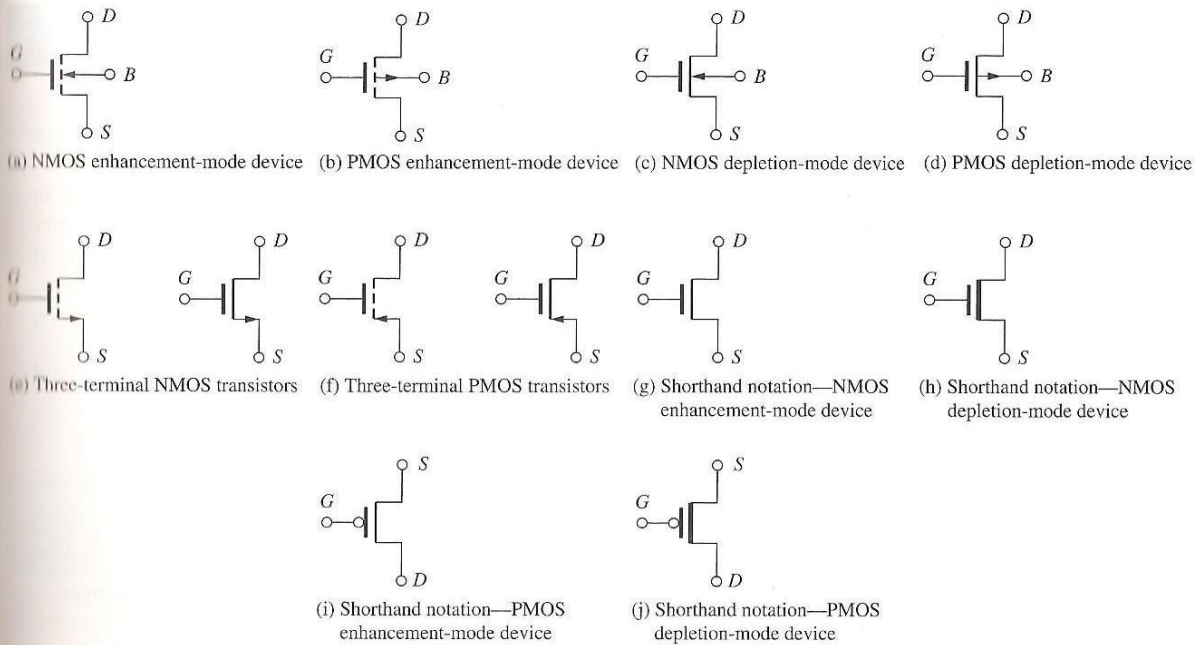 D
D
D
D
G
G
G
G
B
B
B
B
S
S
S
S
(a) NMOS enhancement-mode device
(b) PMOS enhancement-mode device
(c) NMOS depletion-mode device
(d) PMOS depletion-mode device
D
D
D
D
D
D
G
G
G
G
G
G
S
S
S
S
S
S
(e) Three-terminal NMOS transistors
(f) Three-terminal PMOS transistors
(g) Shorthand notation—NMOS
enhancement-mode device
(h) Shorthand notation—NMOS
depletion-mode device
S
S
G
G
D
D
(i) Shorthand notation—PMOS
enhancement-mode device
(j) Shorthand notation—PMOS
depletion-mode device